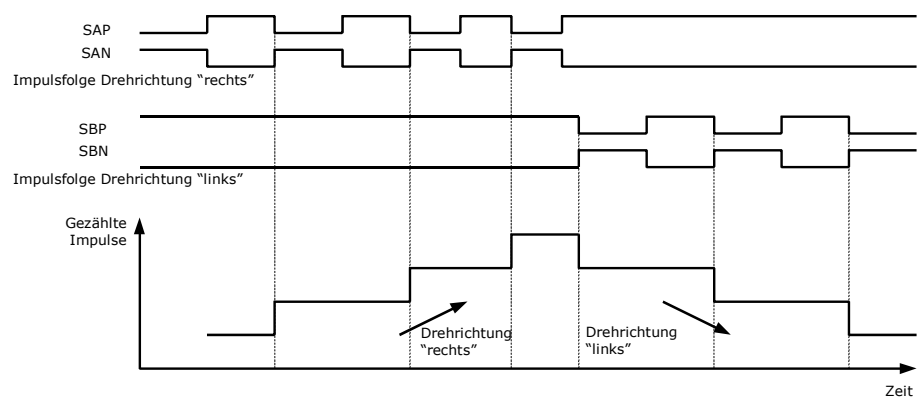 SAP
SAN
Impulsfolge Drehrichtung “rechts”
SBP
SBN
Impulsfolge Drehrichtung “links”
Gezählte
Impulse
Drehrichtung
“rechts”
Drehrichtung
“links”
Zeit